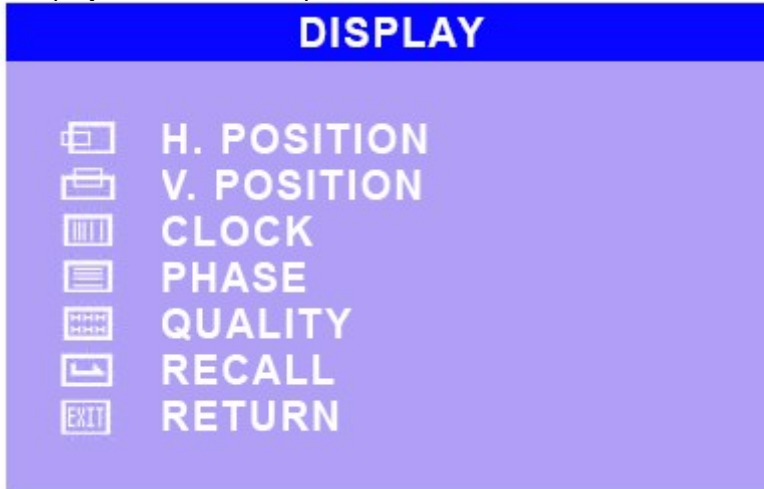 DISPLAY
H. POSITION
V. POSITION
CLOCK
PHASE
QUALITY
RECALL
EXIT RETURN